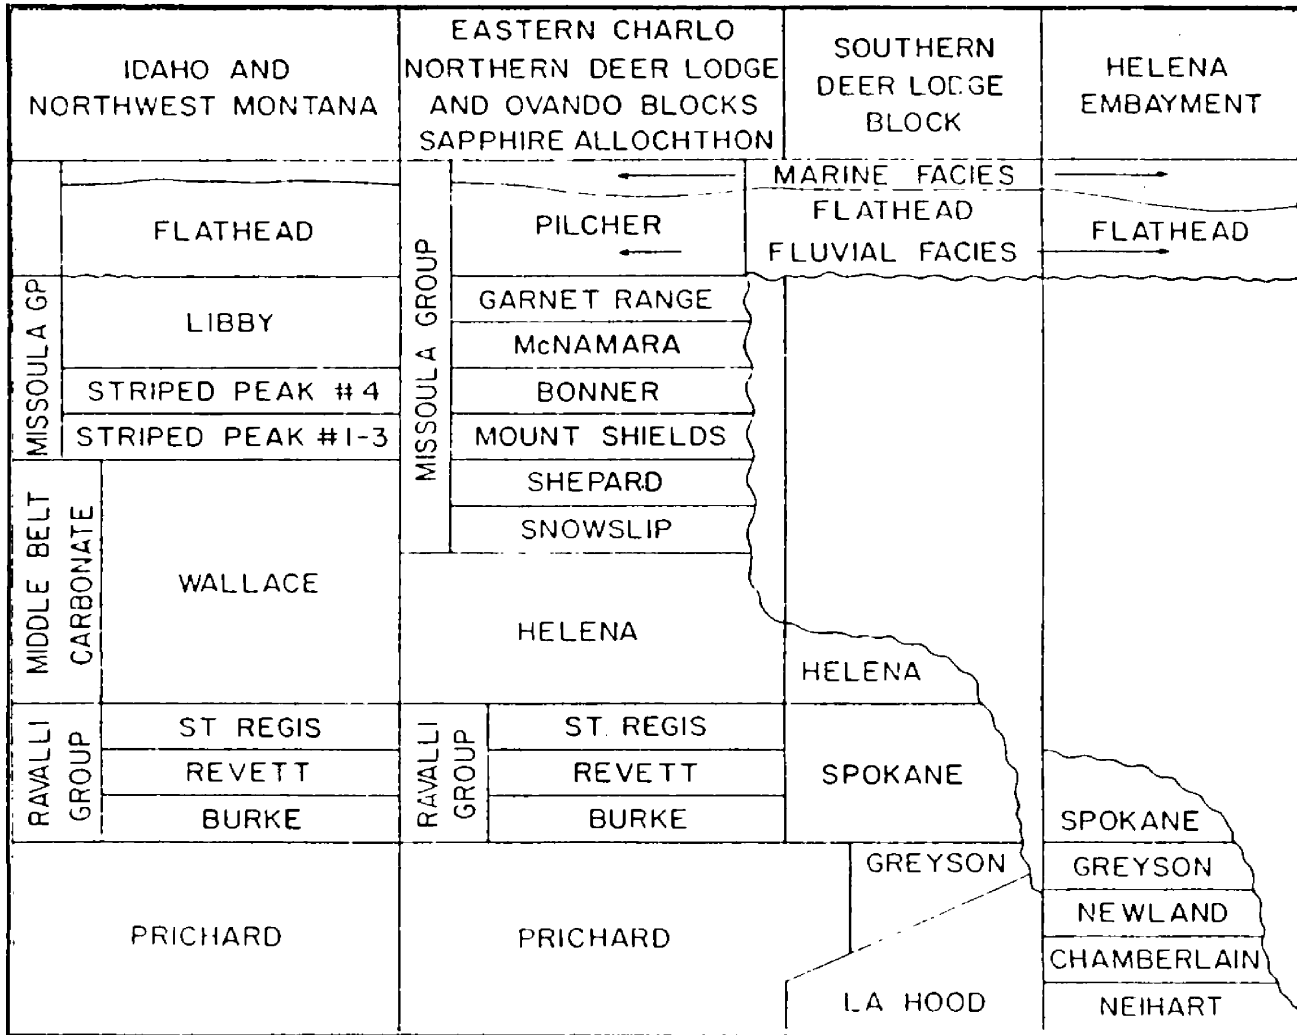 IDAHO AND
NORTHWEST MONTANA
EASTERN CHARLO
NORTHERN DEER LODGE
AND OVANDO BLOCKS
SAPPHIRE ALLOCHTHON
SOUTHERN
DEER LODGE
BLOCK
HELENA
EMBAYMENT
MISSOULA GP
FLATHEAD
LIBBY
STRIPED PEAK #4
STRIPED PEAK #1-3
MIDDLE BELT
CARBONATE
WALLACE
RAVALLI
GROUP
ST REGIS
REVETT
BURKE
PRICHARD
MISSOULA GROUP
PILCHER
GARNET RANGE
McNAMARA
BONNER
MOUNT SHIELDS
SHEPARD
SNOWSLIP
HELENA
RAVALLI
GROUP
ST. REGIS
REVETT
BURKE
PRICHARD
MARINE FACIES
FLATHEAD
FLUVIAL FACIES
HELENA
SPOKANE
GREYSON
LA HOOD
FLATHEAD
SPOKANE
GREYSON
NEWLAND
CHAMBERLAIN
NEIHART